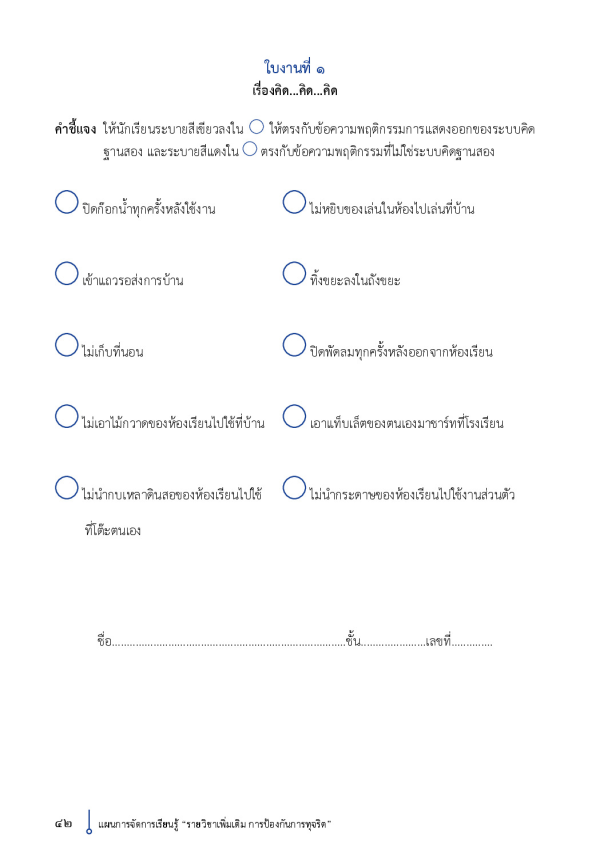 ใบงานที่ ๑
เรื่องคิด...คิด...คิด
คำชี้แจง ให้นักเรียนระบายสีเขียวลงใน ให้ตรงกับข้อความพฤติกรรมการแสดงออกของระบบคิด
ฐานสอง และระบายสีแดงใน ตรงกับข้อความพฤติกรรมที่ไม่ใช่ระบบคิดฐานสอง
ปิดก๊อกน้ำทุกครั้งหลังใช้งาน
ไม่หยิบของเล่นในห้องไปเล่นที่บ้าน
เข้าแถวรอส่งการบ้าน
ทิ้งขยะลงในถังขยะ
ไม่เก็บที่นอน
ปิดพัดลมทุกครั้งหลังออกจากห้องเรียน
ไม่เอาไม้กวาดของห้องเรียนไปใช้ที่บ้าน
เอาแท็บเล็ตของตนเองมาชาร์ทที่โรงเรียน
ไม่นำกบเหลาดินสอของห้องเรียนไปใช้
ที่โต๊ะตนเอง
ไม่นำกระดาษของห้องเรียนไปใช้งานส่วนตัว
ชื่อ...............................................................................ชั้น......................เลขที่..............
๔๒ แผนการจัดการเรียนรู้ “รายวิชาเพิ่มเติม การป้องกันการทุจริต”